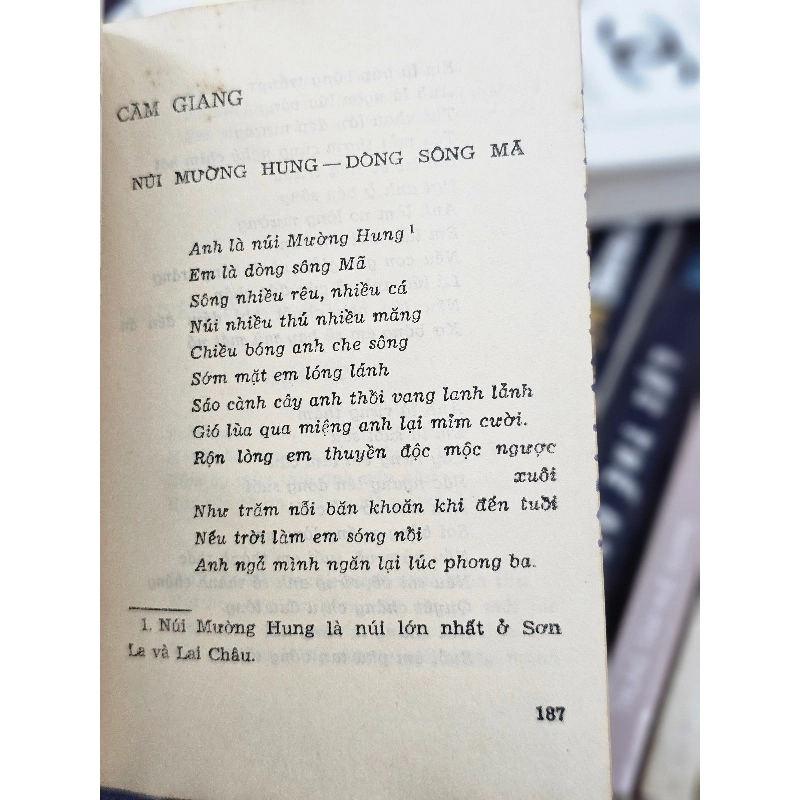 CẦM GIANG
NÚI MƯỜNG HUNG — DÒNG SÔNG MÃ
Anh là núi Mường Hung¹
Em là dòng sông Mã
Sông nhiều rêu, nhiều cá
Núi nhiều thú nhiều măng
Chiều bóng anh che sông
Sớm mặt em lóng lánh
Sáo cành cây anh thổi vang lanh lảnh
Gió lùa qua miệng anh lại mỉm cười.
Rộn lòng em thuyền độc mộc ngược
xuôi
Như trăm nỗi băn khoăn khi đến tuổi
Nếu trời làm em sóng nổi
Anh ngả mình ngăn lại lúc phong ba.
1. Núi Mường Hung là núi lớn nhất ở Sơn
La và Lai Châu.
187